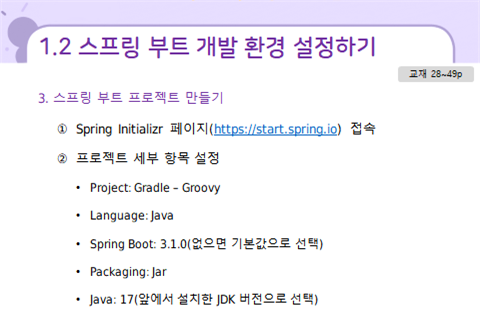 1.2 스프링 부트 개발 환경 설정하기
교재 28~49p
3. 스프링 부트 프로젝트 만들기
① Spring Initializr 페이지(https://start.spring.io) 접속
② 프로젝트 세부 항목 설정
• Project: Gradle – Groovy
• Language: Java
• Spring Boot: 3.1.0(없으면 기본값으로 선택)
• Packaging: Jar
• Java: 17(앞에서 설치한 JDK 버전으로 선택)